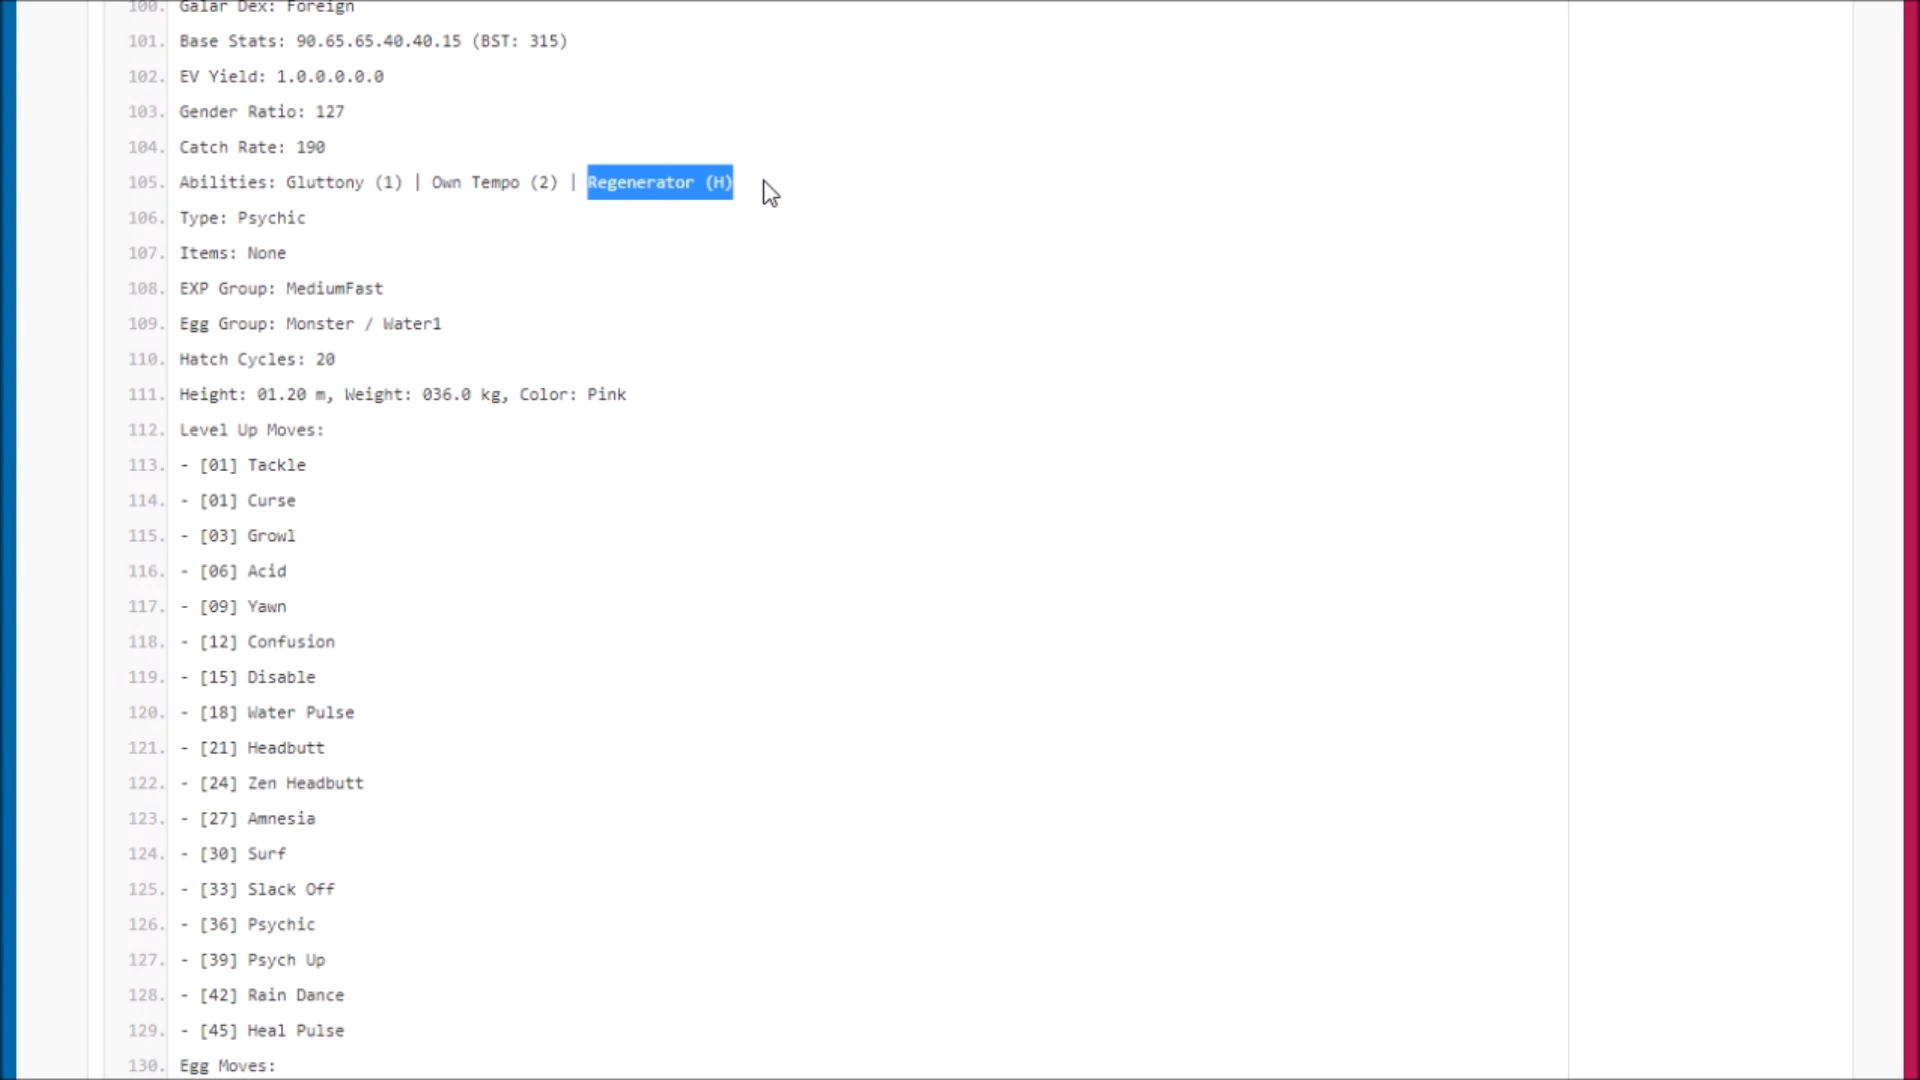 100. Galar Dex: Foreign
101. Base Stats: 90.65.65.40.40.15 (BST: 315)
102. EV Yield: 1.0.0.0.0.0
103. Gender Ratio: 127
104. Catch Rate: 190
105. Abilities: Gluttony (1) | Own Tempo (2) | Regenerator (H)
106. Type: Psychic
107. Items: None
108. EXP Group: MediumFast
109. Egg Group: Monster / Water1
110. Hatch Cycles: 20
111. Height: 01.20 m, Weight: 036.0 kg, Color: Pink
112. Level Up Moves:
113. - [01] Tackle
114. - [01] Curse
115. - [03] Growl
116. - [06] Acid
117. - [09] Yawn
118. - [12] Confusion
119. - [15] Disable
120. - [18] Water Pulse
121. - [21] Headbutt
122. - [24] Zen Headbutt
123. - [27] Amnesia
124. - [30] Surf
125. - [33] Slack Off
126. - [36] Psychic
127. - [39] Psych Up
128. - [42] Rain Dance
129. - [45] Heal Pulse
130. Egg Moves: